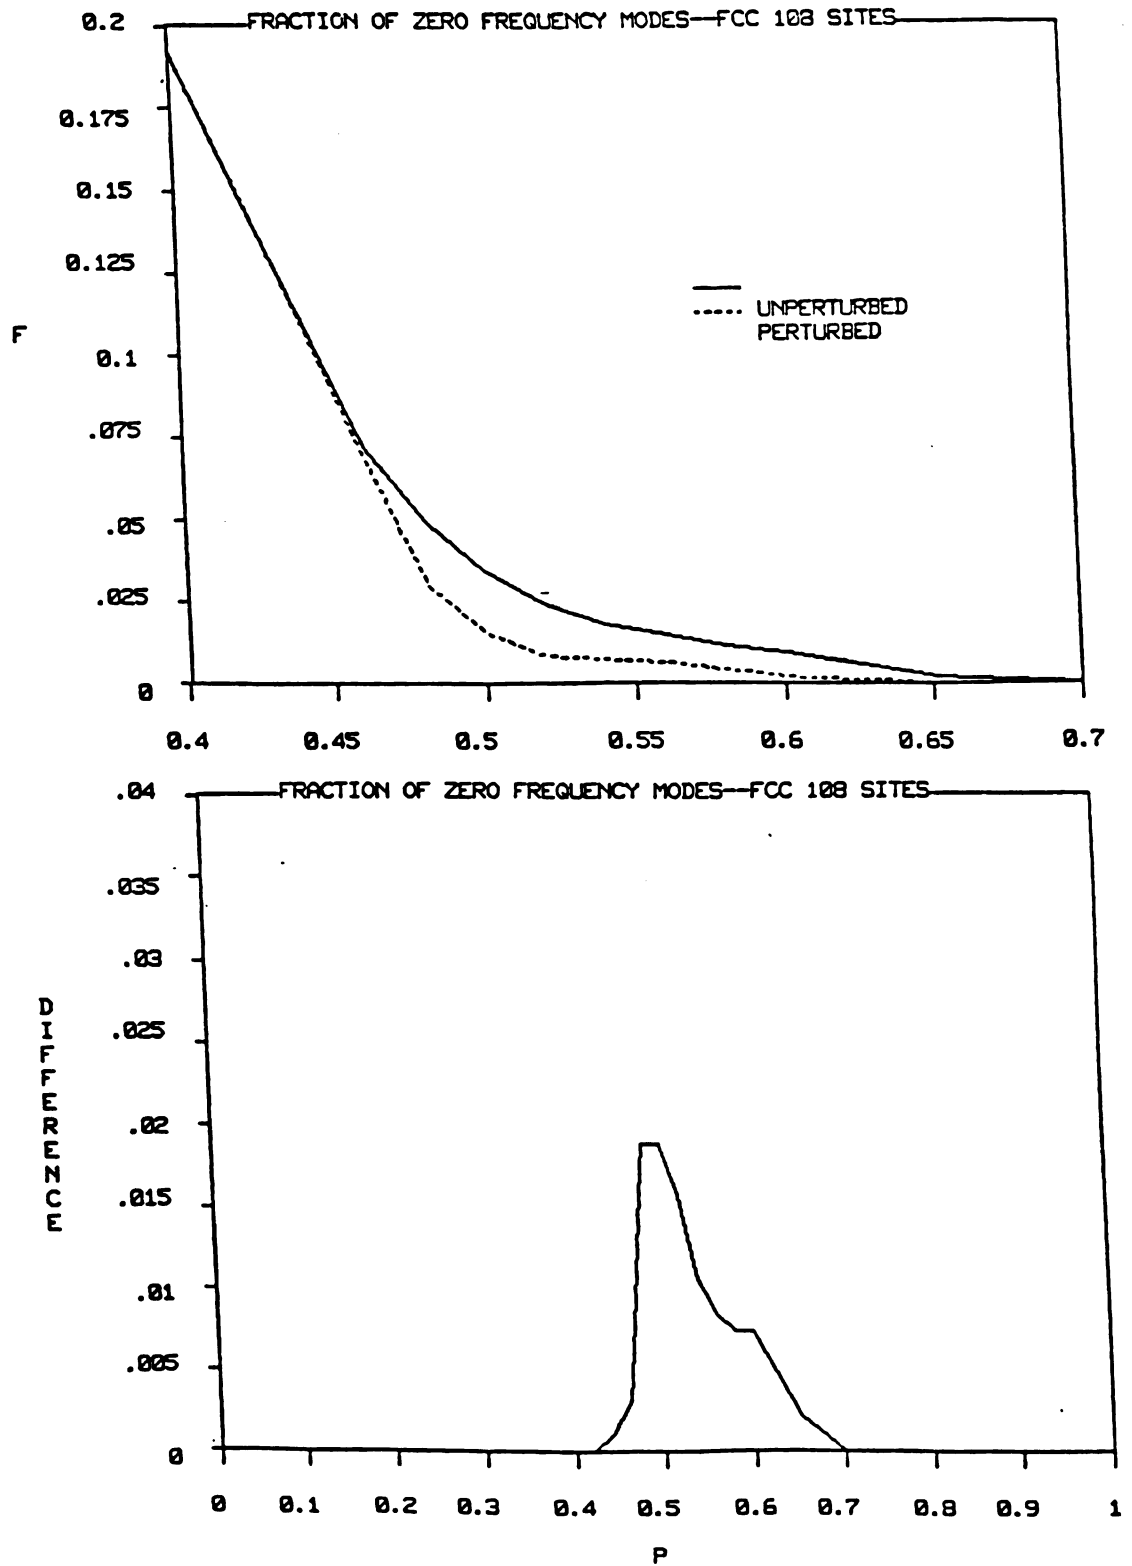 FRACTION OF ZERO FREQUENCY MODES--FCC 108 SITES
0.2
0.175
0.15
0.125
F
0.1
.075
.05
.025
0
UNPERTURBED
PERTURBED
0.4 0.45 0.5 0.55 0.6 0.65 0.7
FRACTION OF ZERO FREQUENCY MODES--FCC 108 SITES
.04
.035
.03
.025
.02
.015
.01
.005
0
DIFFERENCE
0 0.1 0.2 0.3 0.4 0.5 0.6 0.7 0.8 0.9 1
P